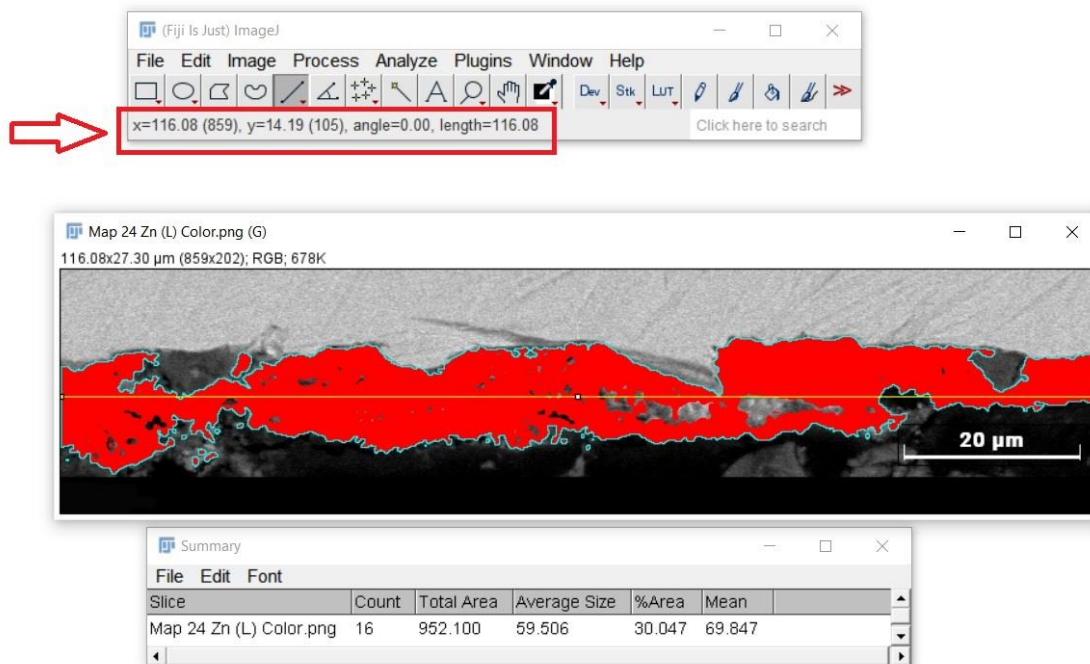 (Fiji Is Just) ImageJ
File Edit Image Process Analyze Plugins Window Help
Dev Stk LUT
x=116.08 (859), y=14.19 (105), angle=0.00, length=116.08 Click here to search
Map 24 Zn (L) Color.png (G)
116.08x27.30 µm (859x202); RGB; 678K
20 µm
Summary
File Edit Font
Slice Count Total Area Average Size %Area Mean
Map 24 Zn (L) Color.png 16 952.100 59.506 30.047 69.847